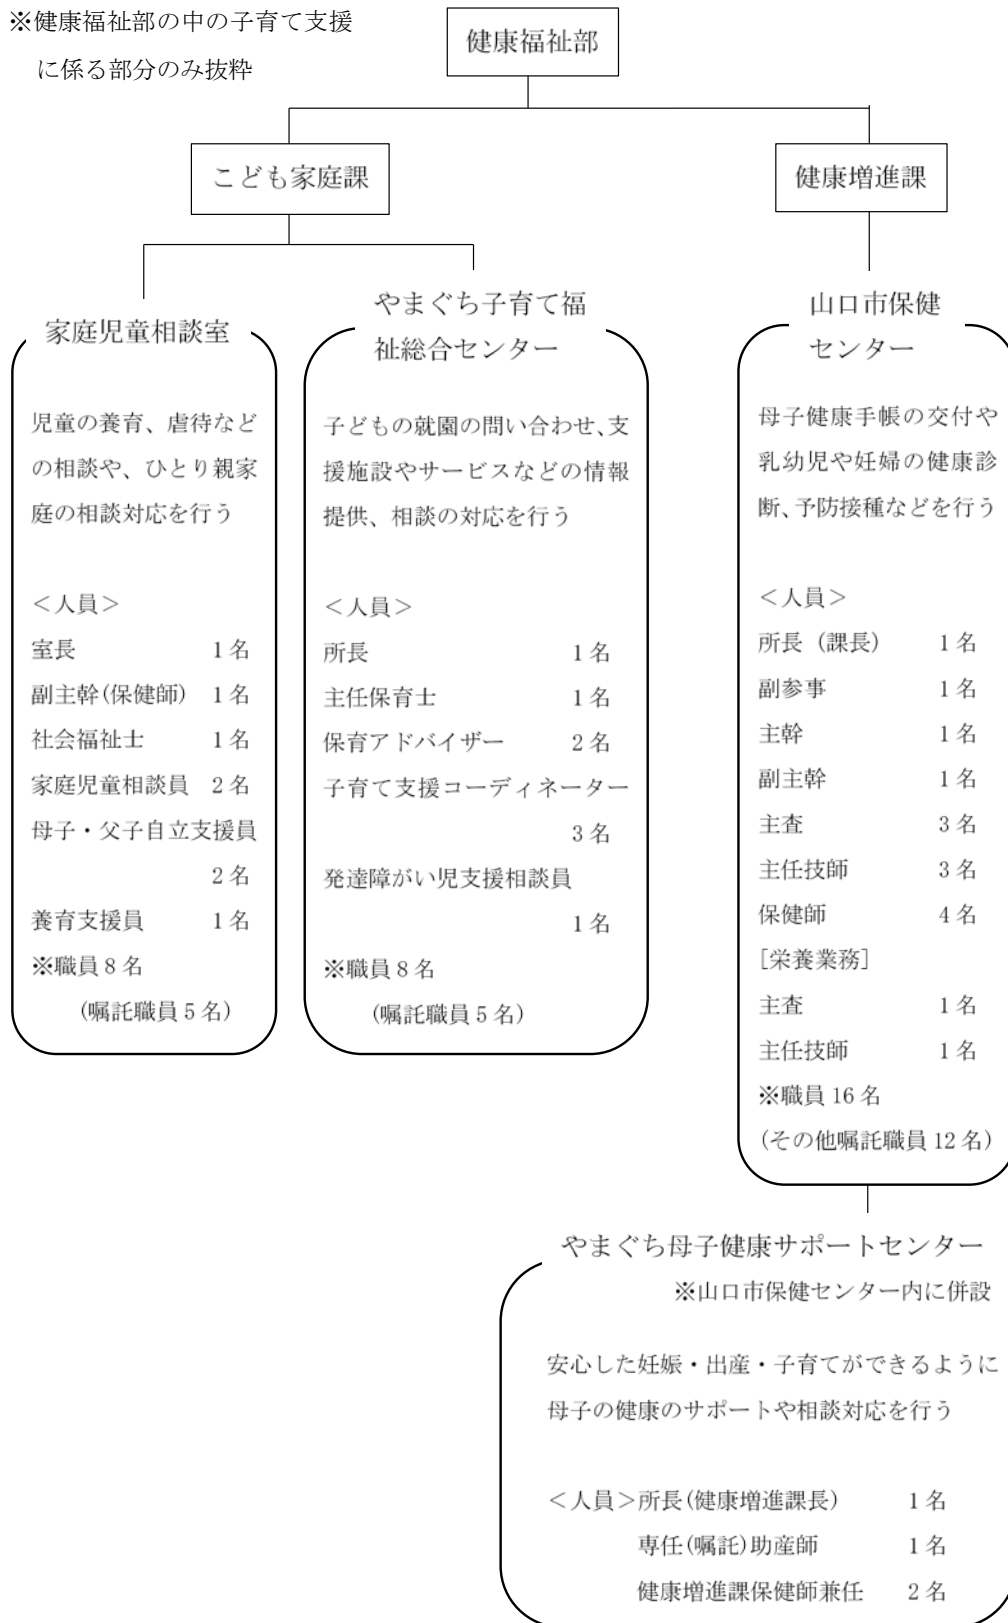 ※健康福祉部の中の子育て支援
に係る部分のみ抜粋
健康福祉部
こども家庭課
健康増進課
家庭児童相談室
児童の養育、虐待など
の相談や、ひとり親家
庭の相談対応を行う
<人員>
室長 1名
副主幹(保健師) 1名
社会福祉士 1名
家庭児童相談員 2名
母子・父子自立支援員
2名
養育支援員 1名
※職員8名
(嘱託職員5名)
やまぐち子育て福
祉総合センター
子どもの就園の問い合わせ、支
援施設やサービスなどの情報
提供、相談の対応を行う
<人員>
所長 1名
主任保育士 1名
保育アドバイザー 2名
子育て支援コーディネーター
3名
発達障がい児支援相談員
1名
※職員8名
(嘱託職員5名)
山口市保健
センター
母子健康手帳の交付や
乳幼児や妊婦の健康診
断、予防接種などを行う
<人員>
所長(課長) 1名
副参事 1名
主幹 1名
副主幹 1名
主査 3名
主任技師 3名
保健師 4名
[栄養業務]
主査 1名
主任技師 1名
※職員16名
(その他嘱託職員12名)
やまぐち母子健康サポートセンター
※山口市保健センター内に併設
安心した妊娠・出産・子育てができるように
母子の健康のサポートや相談対応を行う
<人員>所長(健康増進課長) 1名
専任(嘱託)助産師 1名
健康増進課保健師兼任 2名